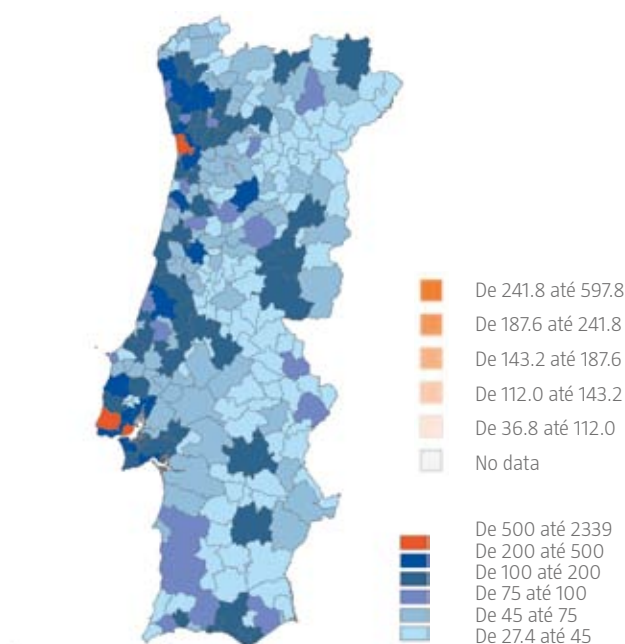 De 241.8 até 597.8
De 187.6 até 241.8
De 143.2 até 187.6
De 112.0 até 143.2
De 36.8 até 112.0
No data
De 500 até 2339
De 200 até 500
De 100 até 200
De 75 até 100
De 45 até 75
De 27.4 até 45